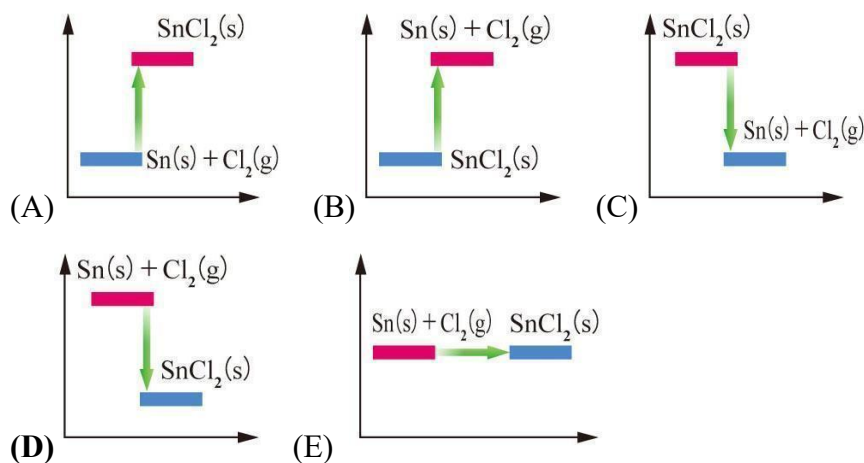 SnCl₂(s)
Sn(s) + Cl₂(g)
(A)
Sn(s) + Cl₂(g)
SnCl₂(s)
(B)
SnCl₂(s)
Sn(s) + Cl₂(g)
(C)
Sn(s) + Cl₂(g)
SnCl₂(s)
(D)
Sn(s) + Cl₂(g) SnCl₂(s)
(E)